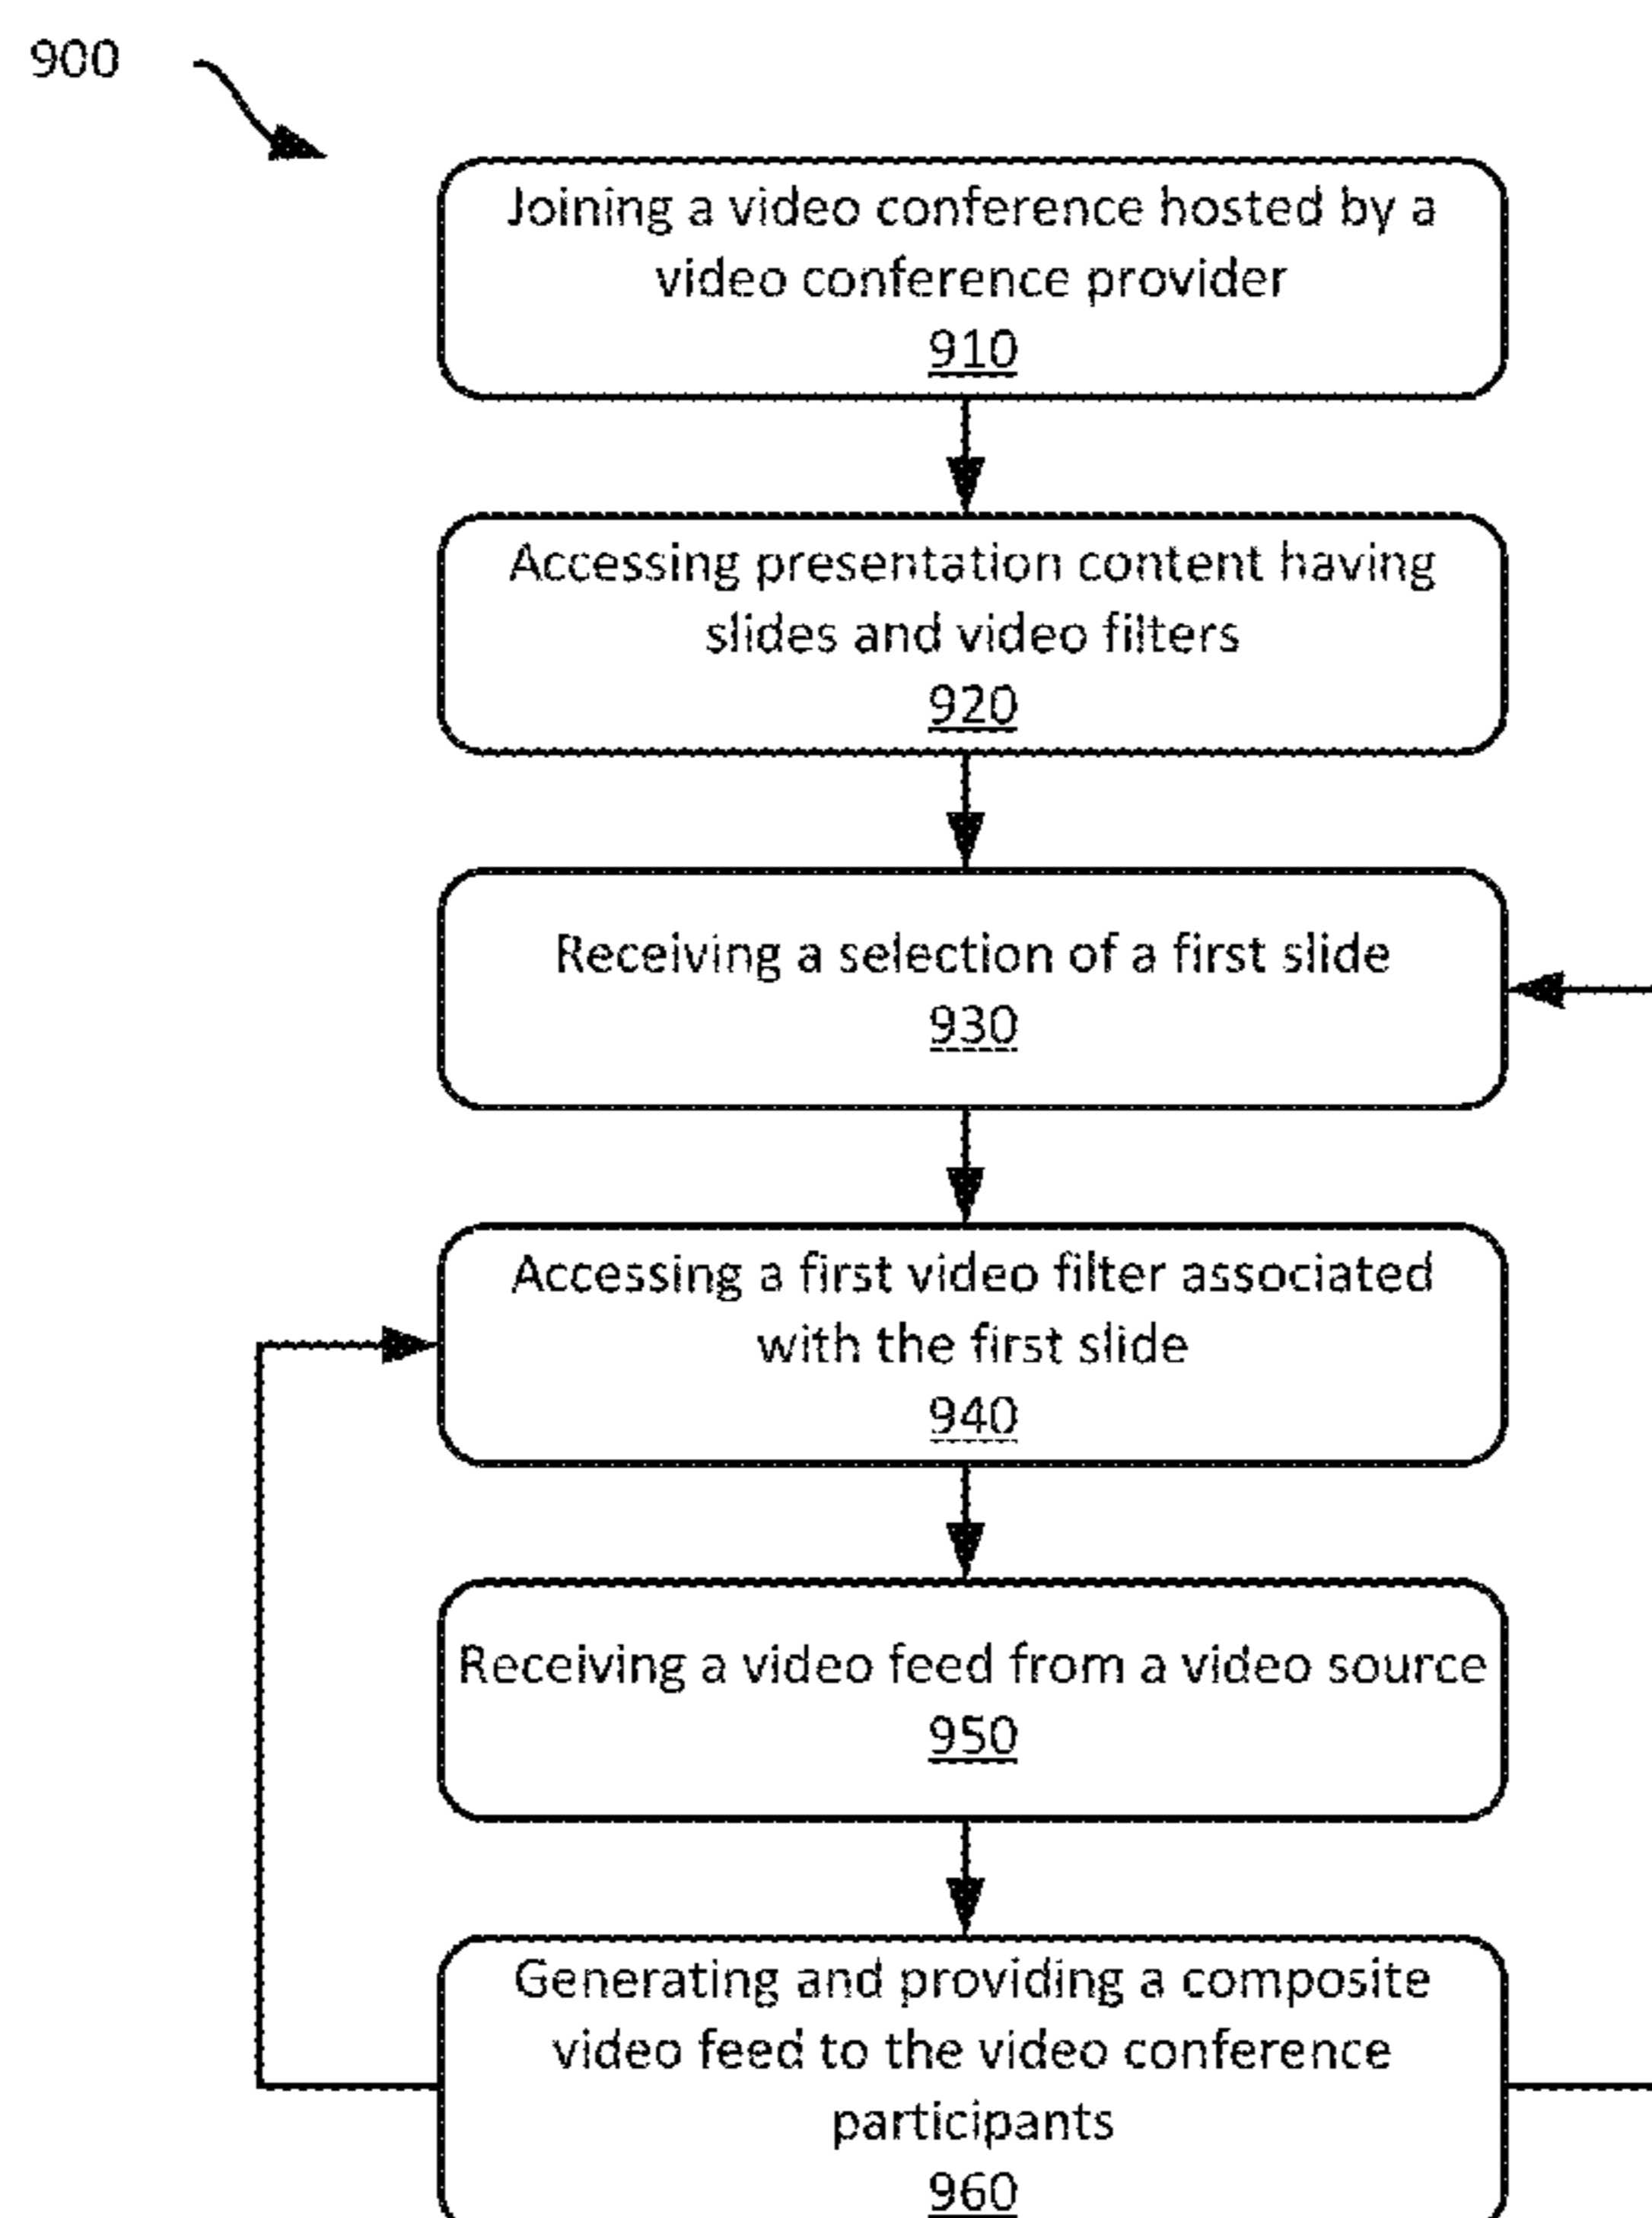 900
Joining a video conference hosted by a
video conference provider
910
Accessing presentation content having
slides and video filters
920
Receiving a selection of a first slide
930
Accessing a first video filter associated
with the first slide
940
Receiving a video feed from a video source
950
Generating and providing a composite
video feed to the video conference
participants
960